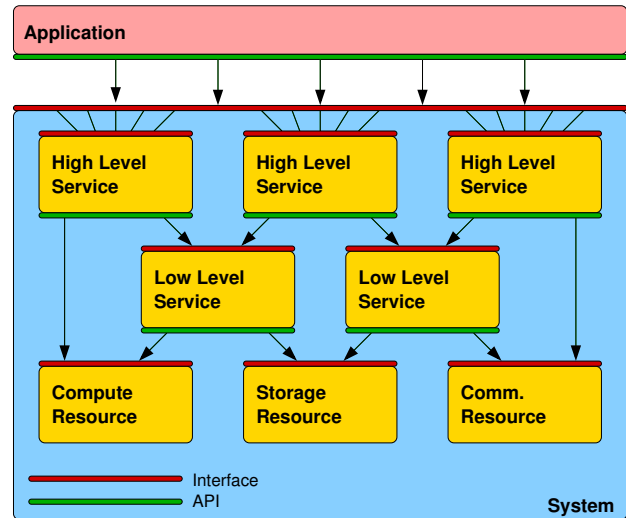 Application
High Level
Service
High Level
Service
High Level
Service
Low Level
Service
Low Level
Service
Compute
Resource
Storage
Resource
Comm.
Resource
Interface
API
System